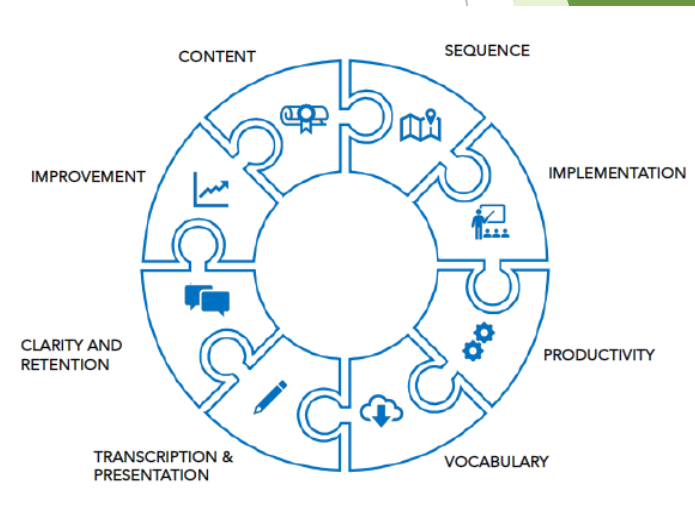 CONTENT
SEQUENCE
IMPROVEMENT
IMPLEMENTATION
CLARITY AND
RETENTION
PRODUCTIVITY
TRANSCRIPTION &
PRESENTATION
VOCABULARY